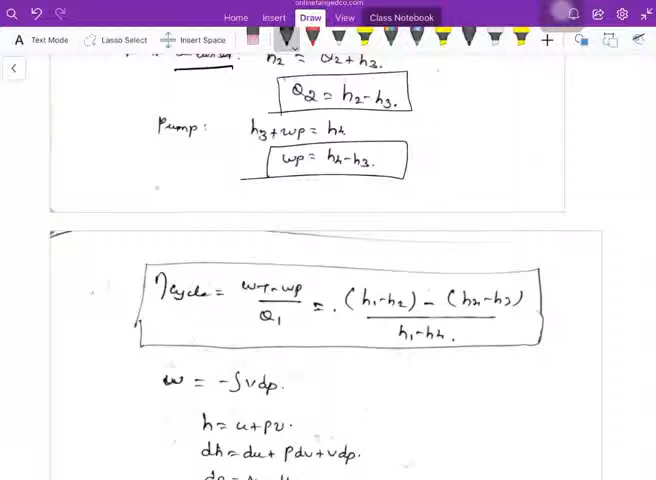 onlinetangedco.com
Home Insert Draw View Class Notebook
A Text Mode Lasso Select Insert Space
h2 = Q2 + h3.
Q2 = h2 - h3.
Pump: h3 + wp = h4
wp = h4 - h3.
ηcycle = wT - wp / Q1 = (h1 - h2) - (h4 - h3) / h1 - h4.
w = -∫vdp.
h = u + pv.
dh = du + pdv + vdp.